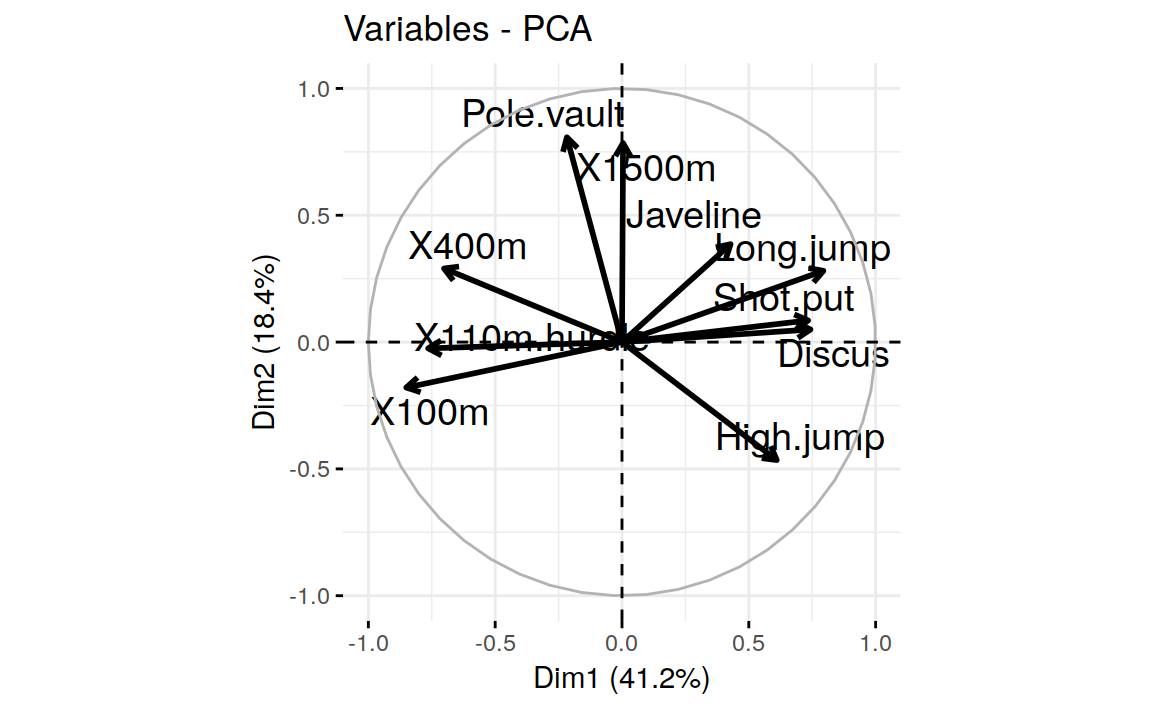 Variables - PCA
1.0
Pole.vault
X1500m
Javeline
0.5
X400m
Long.jump
Shot.put
X110m.hurdle
0.0
Discus
X100m
High.jump
-0.5
-1.0
-1.0
-0.5
0.0
0.5
1.0
Dim1 (41.2%)
Dim2 (18.4%)